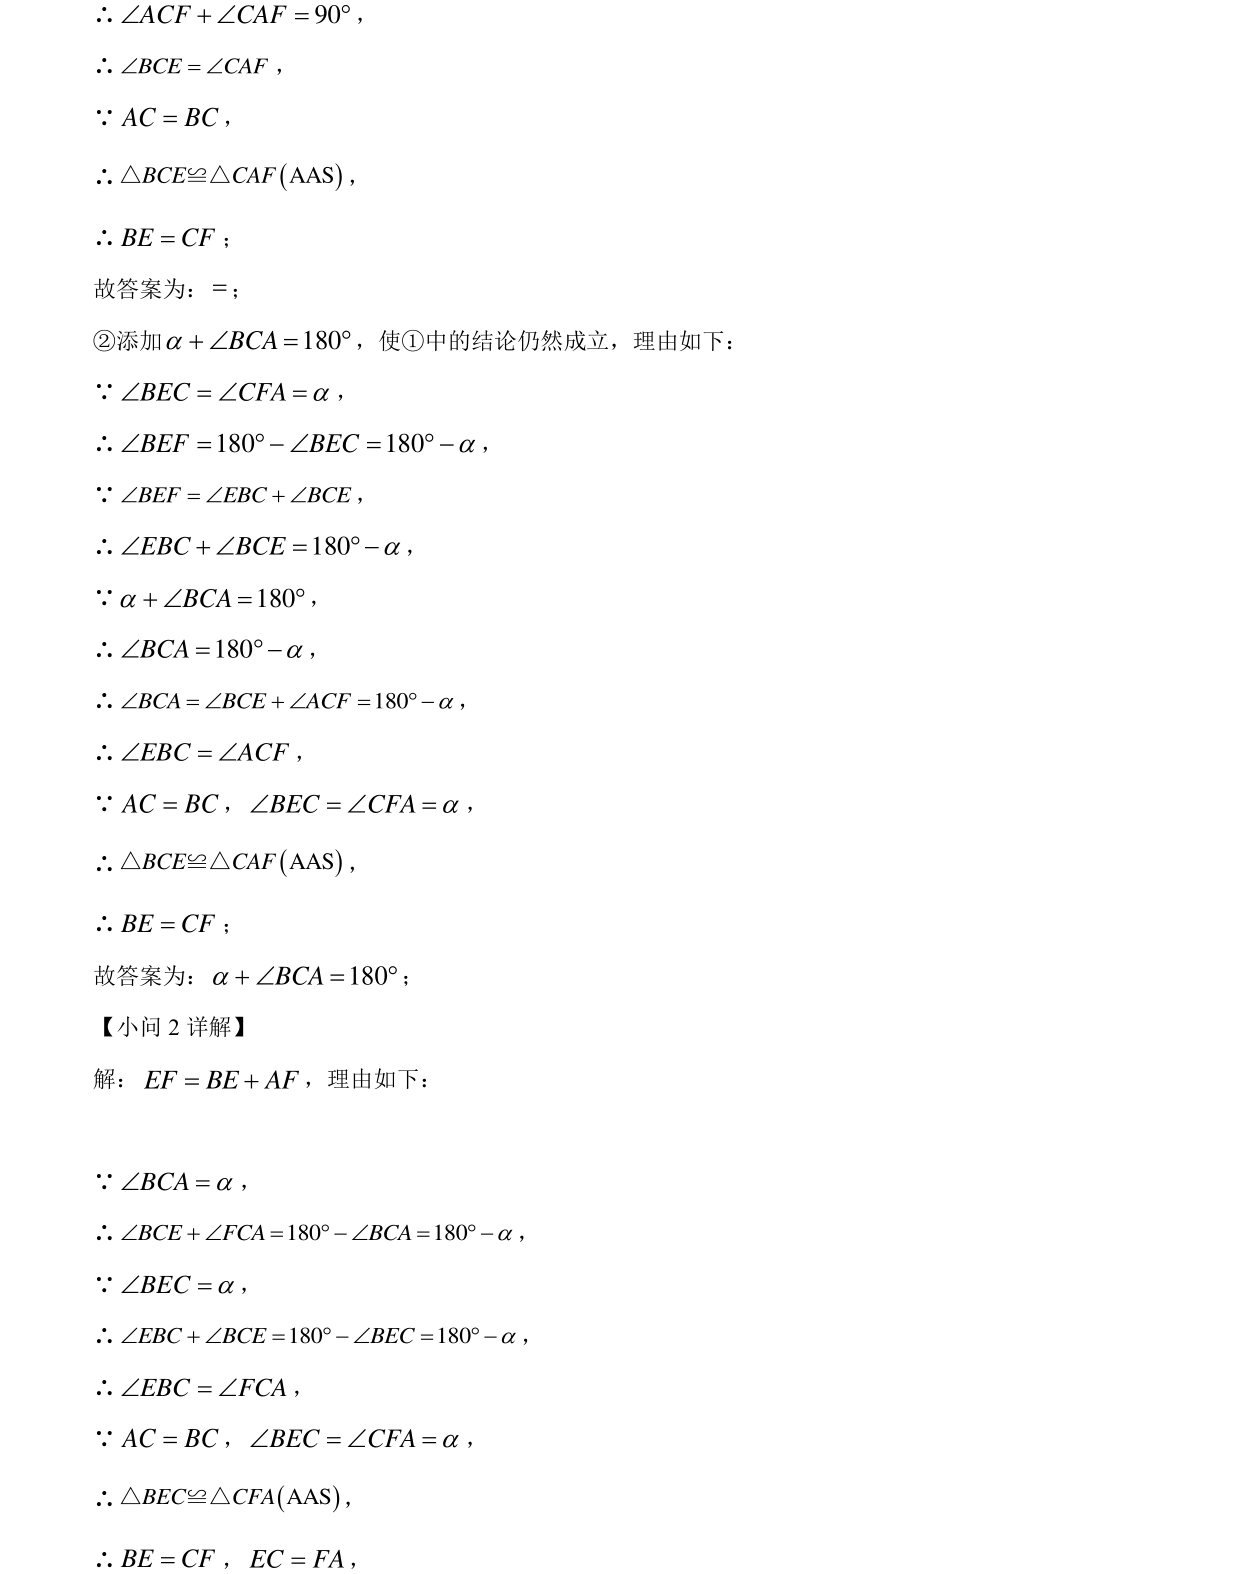 ∴∠ACF+∠CAF=90°，
∴∠BCE=∠CAF，
∵AC=BC，
∴△BCE≌△CAF(AAS)，
∴BE=CF；
故答案为：=；
②添加α+∠BCA=180°，使①中的结论仍然成立，理由如下：
∵∠BEC=∠CFA=α，
∴∠BEF=180°−∠BEC=180°−α，
∵∠BEF=∠EBC+∠BCE，
∴∠EBC+∠BCE=180°−α，
∵α+∠BCA=180°，
∴∠BCA=180°−α，
∴∠BCA=∠BCE+∠ACF=180°−α，
∴∠EBC=∠ACF，
∵AC=BC，∠BEC=∠CFA=α，
∴△BCE≌△CAF(AAS)，
∴BE=CF；
故答案为：α+∠BCA=180°；
【小问 2 详解】
解：EF=BE+AF，理由如下：
∵∠BCA=α，
∴∠BCE+∠FCA=180°−∠BCA=180°−α，
∵∠BEC=α，
∴∠EBC+∠BCE=180°−∠BEC=180°−α，
∴∠EBC=∠FCA，
∵AC=BC，∠BEC=∠CFA=α，
∴△BEC≌△CFA(AAS)，
∴BE=CF，EC=FA，